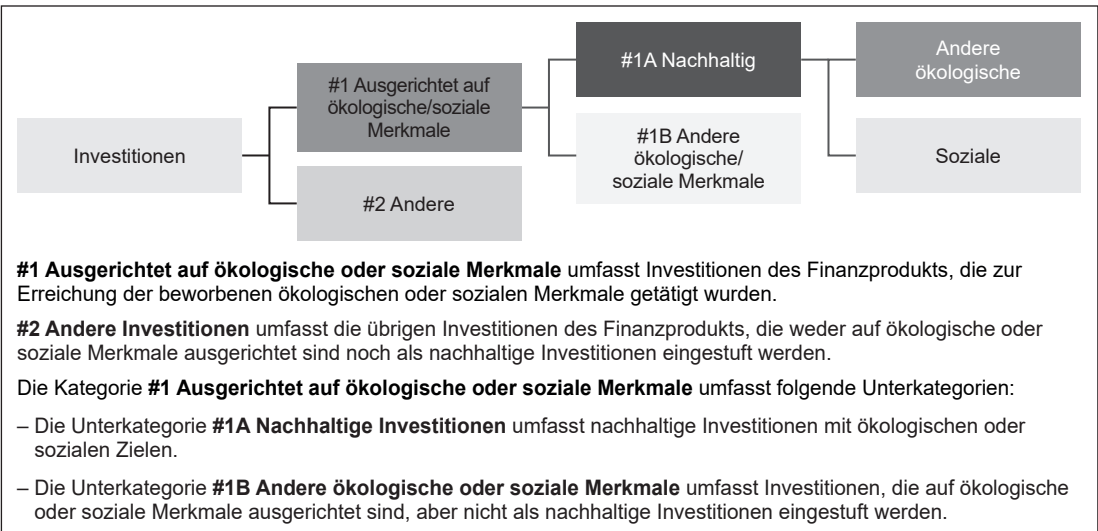 Investitionen
#1 Ausgerichtet auf
ökologische/soziale
Merkmale
#2 Andere
#1A Nachhaltig
#1B Andere
ökologische/
soziale Merkmale
Andere
ökologische
Soziale
#1 Ausgerichtet auf ökologische oder soziale Merkmale umfasst Investitionen des Finanzprodukts, die zur
Erreichung der beworbenen ökologischen oder sozialen Merkmale getätigt wurden.
#2 Andere Investitionen umfasst die übrigen Investitionen des Finanzprodukts, die weder auf ökologische oder
soziale Merkmale ausgerichtet sind noch als nachhaltige Investitionen eingestuft werden.
Die Kategorie #1 Ausgerichtet auf ökologische oder soziale Merkmale umfasst folgende Unterkategorien:
– Die Unterkategorie #1A Nachhaltige Investitionen umfasst nachhaltige Investitionen mit ökologischen oder
sozialen Zielen.
– Die Unterkategorie #1B Andere ökologische oder soziale Merkmale umfasst Investitionen, die auf ökologische
oder soziale Merkmale ausgerichtet sind, aber nicht als nachhaltige Investitionen eingestuft werden.